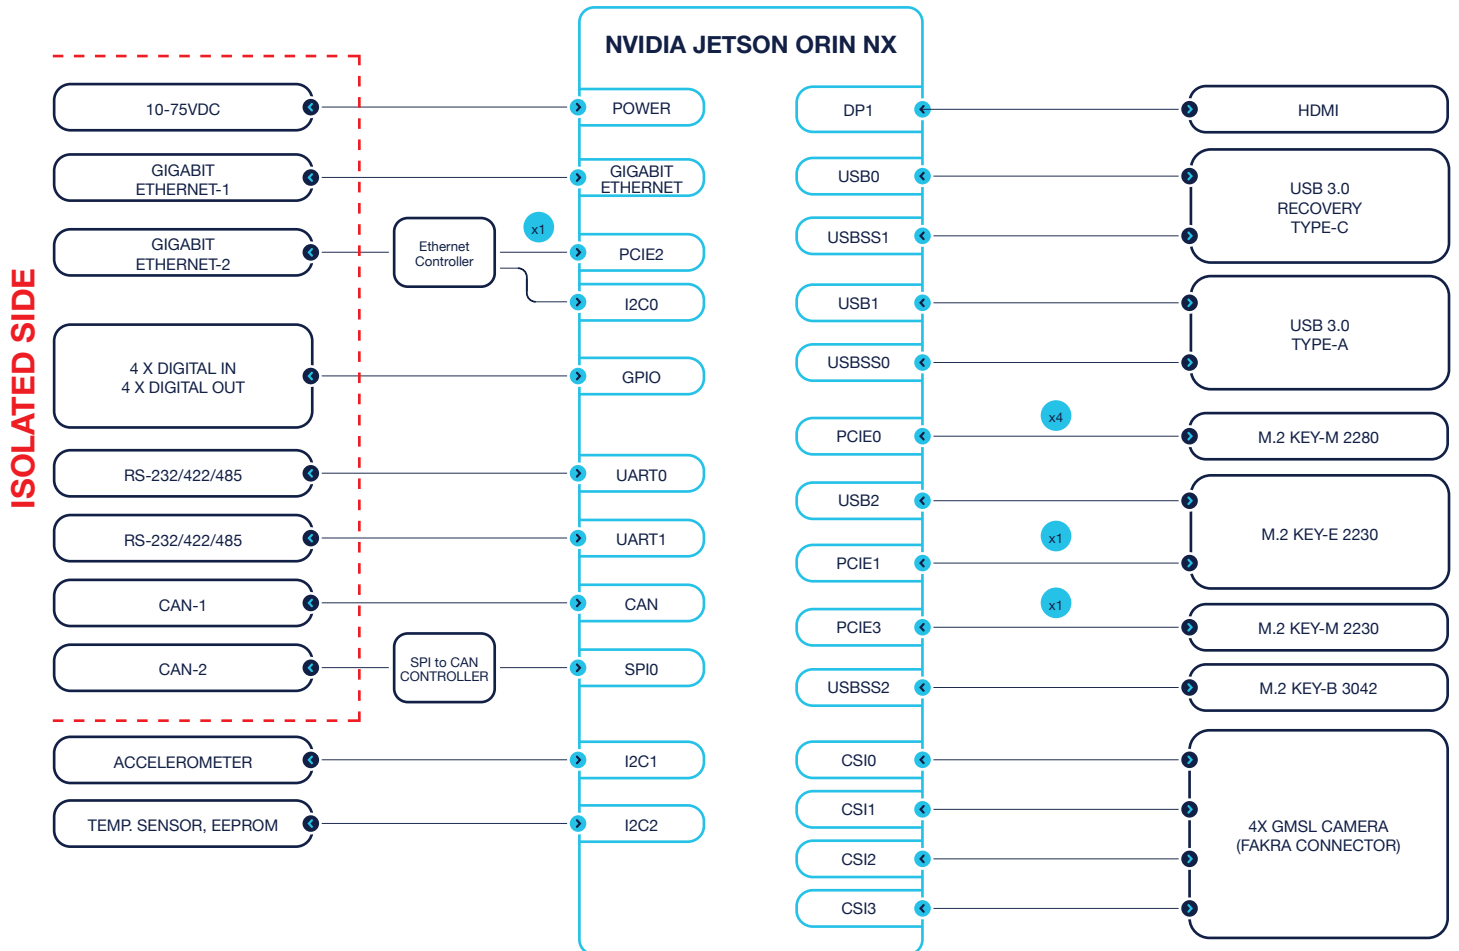 NVIDIA JETSON ORIN NX
ISOLATED SIDE
10-75VDC
POWER
GIGABIT
ETHERNET-1
GIGABIT
ETHERNET
GIGABIT
ETHERNET-2
Ethernet
Controller
x1
PCIE2
I2C0
4 X DIGITAL IN
4 X DIGITAL OUT
GPIO
RS-232/422/485
UART0
RS-232/422/485
UART1
CAN-1
CAN
CAN-2
SPI to CAN
CONTROLLER
SPI0
ACCELEROMETER
I2C1
TEMP. SENSOR, EEPROM
I2C2
DP1
HDMI
USB0
USBSS1
USB 3.0
RECOVERY
TYPE-C
USB1
USBSS0
USB 3.0
TYPE-A
PCIE0
x4
M.2 KEY-M 2280
USB2
PCIE1
x1
M.2 KEY-E 2230
PCIE3
x1
M.2 KEY-M 2230
USBSS2
M.2 KEY-B 3042
CSI0
CSI1
CSI2
CSI3
4X GMSL CAMERA
(FAKRA CONNECTOR)